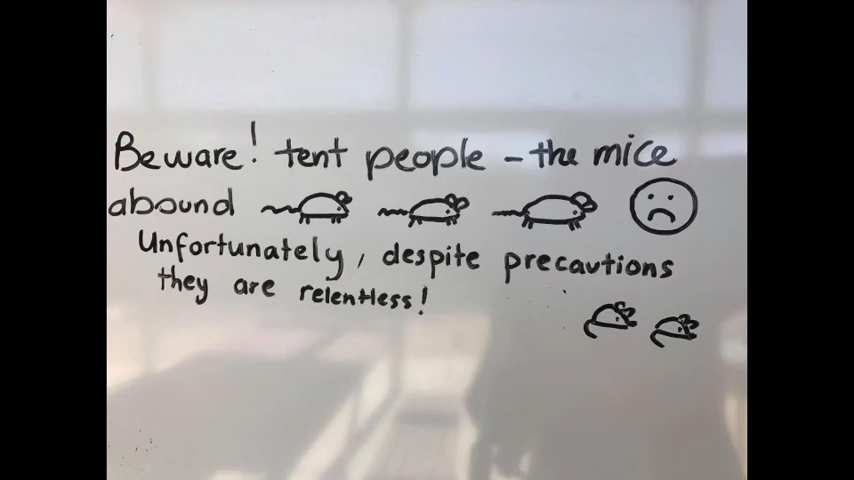 Beware! tent people - the mice
abound
Unfortunately, despite precautions
they are relentless!